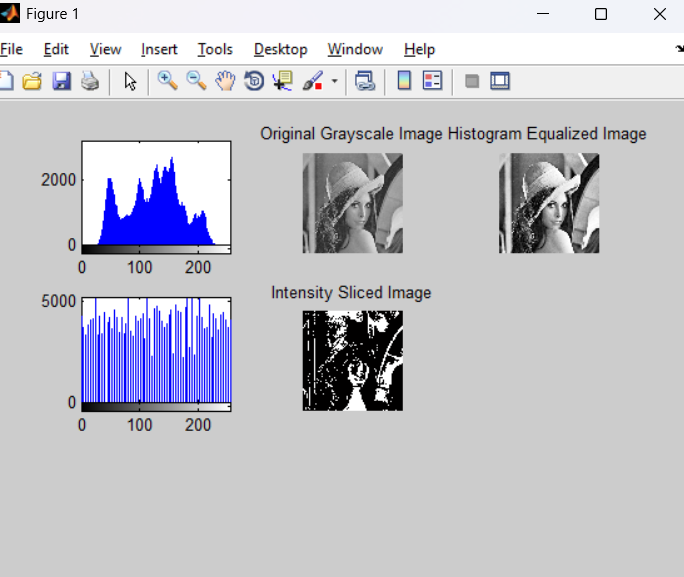 Figure 1
File Edit View Insert Tools Desktop Window Help
Original Grayscale Image Histogram Equalized Image
2000
0
0 100 200
Intensity Sliced Image
5000
0
0 100 200